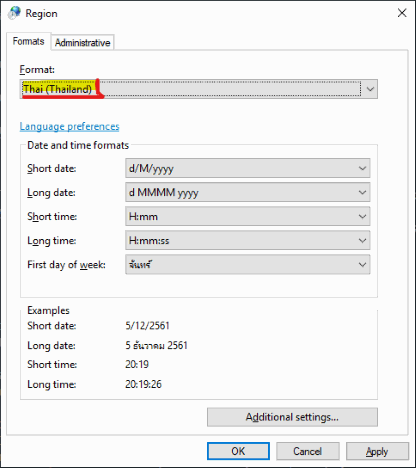 Region
Formats Administrative
Format:
Thai (Thailand)
Language preferences
Date and time formats
Short date: d/M/yyyy
Long date: d MMMM yyyy
Short time: H:mm
Long time: H:mm:ss
First day of week: จันทร์
Examples
Short date: 5/12/2561
Long date: 5 ธันวาคม 2561
Short time: 20:19
Long time: 20:19:26
Additional settings...
OK Cancel Apply